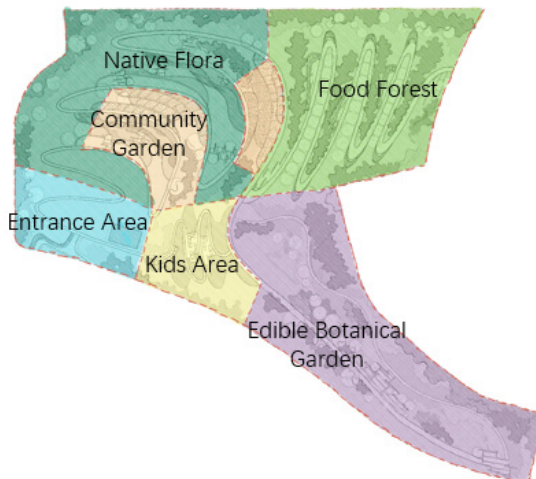 Native Flora
Food Forest
Community
Garden
Entrance Area
Kids Area
Edible Botanical
Garden